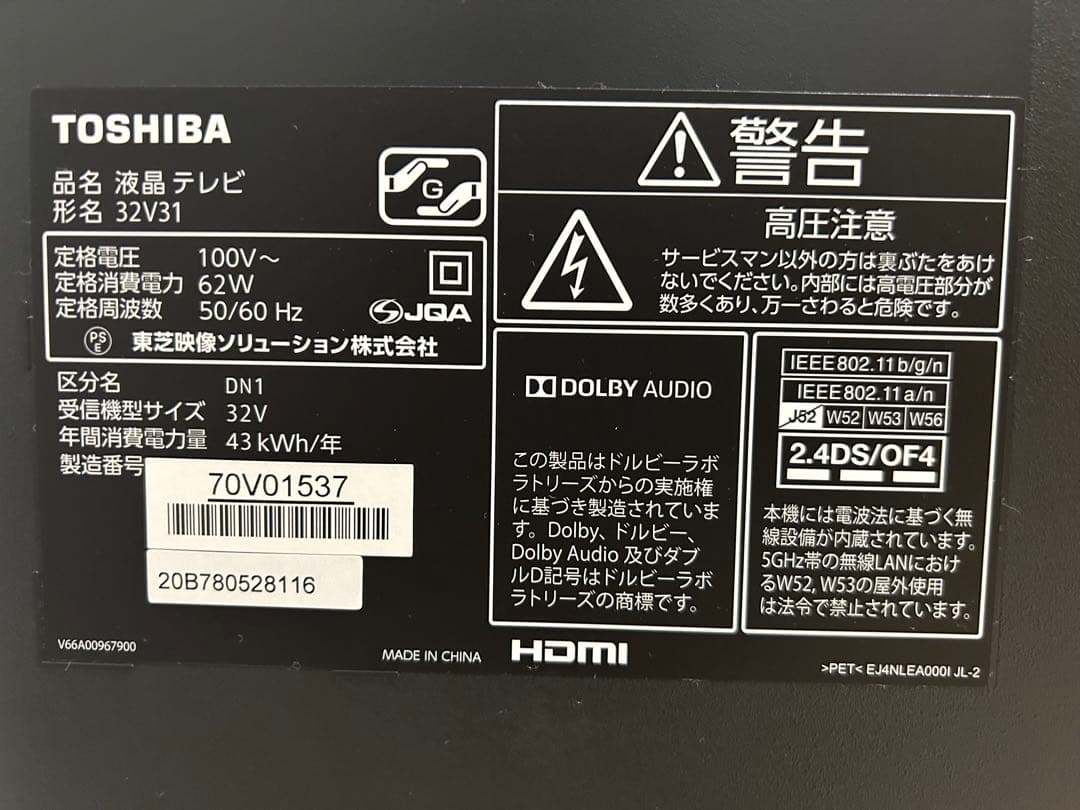 TOSHIBA
品名 液晶テレビ
形名 32V31
G
定格電圧 100V～
定格消費電力 62W
定格周波数 50/60 Hz
JQA
PSE 東芝映像ソリューション株式会社
区分名 DN1
受信機型サイズ 32V
年間消費電力量 43kWh/年
製造番号
70V01537
20B780528116
V66A00967900
MADE IN CHINA
警告
高圧注意
サービスマン以外の方は裏ぶたをあけ
ないでください。内部には高電圧部分が
数多くあり、万一さわると危険です。
DOLBY AUDIO
この製品はドルビーラボ
ラトリーズからの実施権
に基づき製造されていま
す。Dolby、ドルビー、
Dolby Audio 及びダブ
ルD記号はドルビーラボ
ラトリーズの商標です。
HDMI
IEEE802.11b/g/n
IEEE802.11a/n
J52 W52 W53 W56
2.4DS/OF4
本機には電波法に基づく無
線設備が内蔵されています。
5GHz帯の無線LANにおけ
るW52, W53の屋外使用
は法令で禁止されています。
>PET< EJ4NLEA000I JL-2